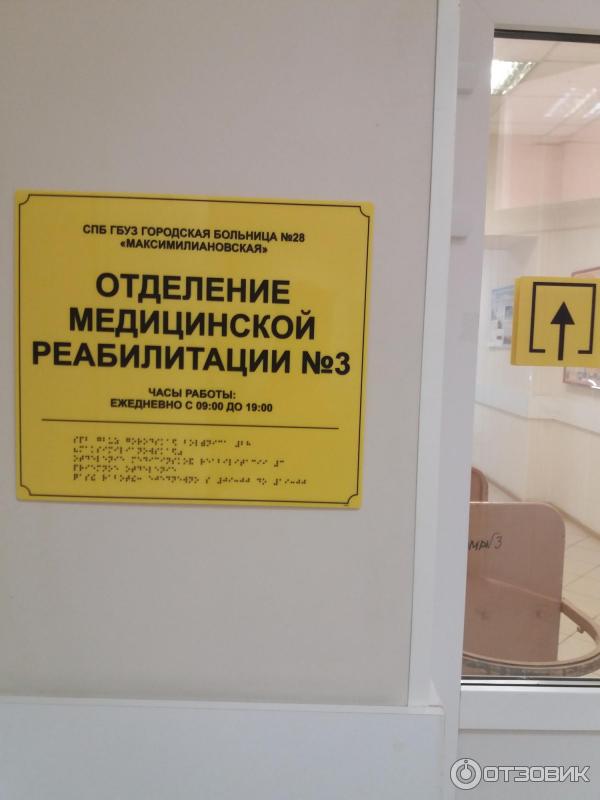 СПБ ГБУЗ ГОРОДСКАЯ БОЛЬНИЦА №28
«МАКСИМИЛИАНОВСКАЯ»
ОТДЕЛЕНИЕ
МЕДИЦИНСКОЙ
РЕАБИЛИТАЦИИ №3
ЧАСЫ РАБОТЫ:
ЕЖЕДНЕВНО С 09:00 ДО 19:00
ОТЗОВИК